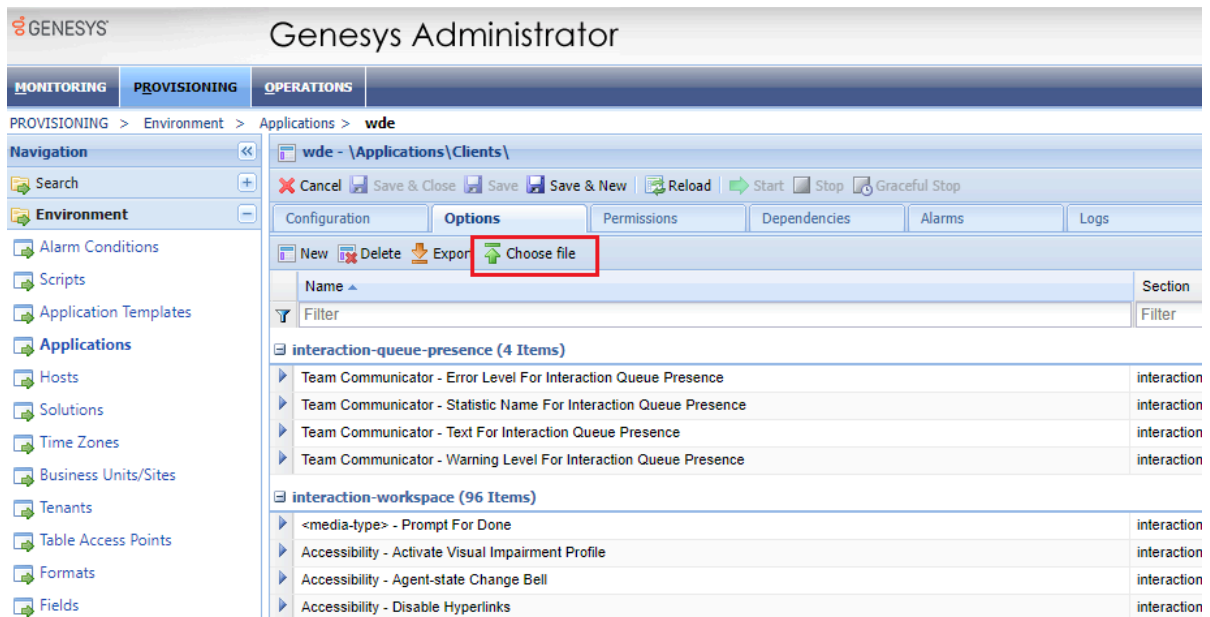 GENESYS
Genesys Administrator
MONITORING PROVISIONING OPERATIONS
PROVISIONING > Environment > Applications > wde
Navigation
wde - \Applications\Clients\
Search
Cancel Save & Close Save Save & New Reload Start Stop Graceful Stop
Environment
Configuration Options Permissions Dependencies Alarms Logs
Alarm Conditions
New Delete Export Choose file
Scripts
Name Section
Application Templates
Filter Filter
Applications
interaction-queue-presence (4 Items)
Hosts
Team Communicator - Error Level For Interaction Queue Presence interaction
Solutions
Team Communicator - Statistic Name For Interaction Queue Presence interaction
Time Zones
Team Communicator - Text For Interaction Queue Presence interaction
Business Units/Sites
Team Communicator - Warning Level For Interaction Queue Presence interaction
Tenants
interaction-workspace (96 Items)
Table Access Points
<media-type> - Prompt For Done interaction
Accessibility - Activate Visual Impairment Profile interaction
Formats
Accessibility - Agent-state Change Bell interaction
Fields
Accessibility - Disable Hyperlinks interaction